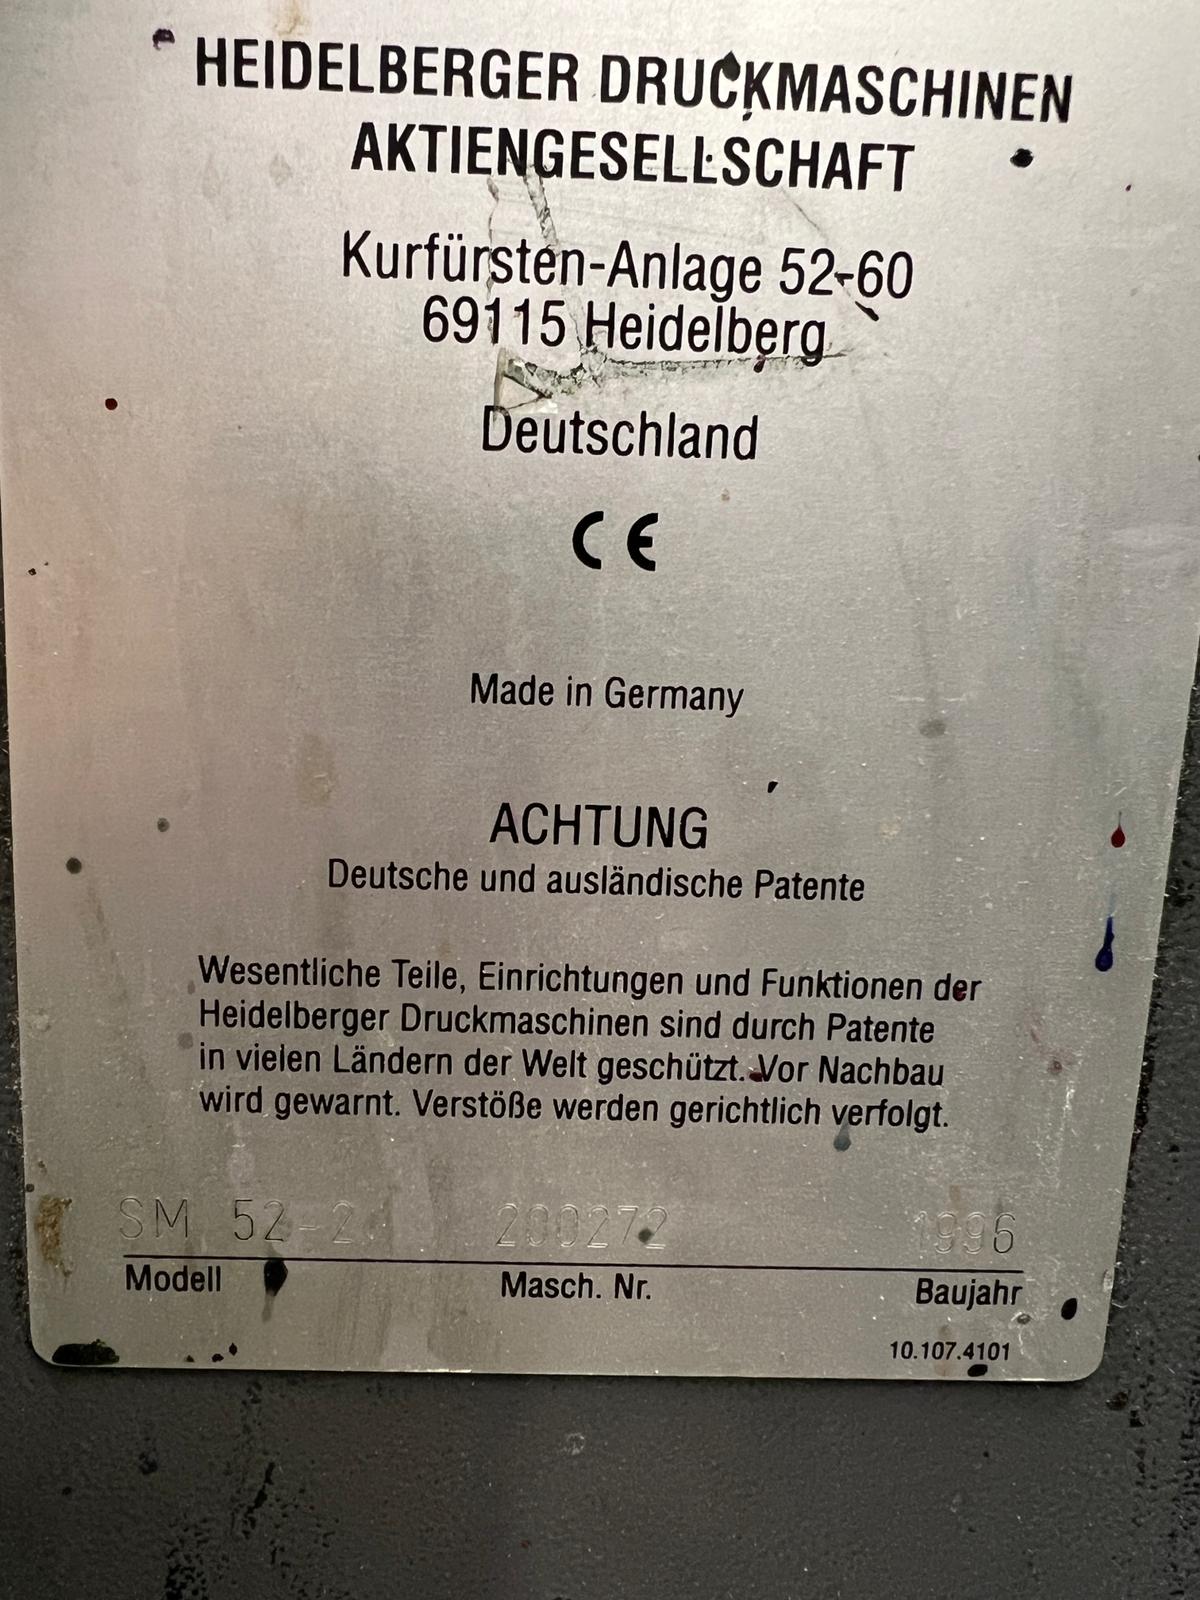 HEIDELBERGER DRUCKMASCHINEN
AKTIENGESELLSCHAFT
Kurfürsten-Anlage 52-60
69115 Heidelberg
Deutschland
CE
Made in Germany
ACHTUNG
Deutsche und ausländische Patente
Wesentliche Teile, Einrichtungen und Funktionen der
Heidelberger Druckmaschinen sind durch Patente
in vielen Ländern der Welt geschützt. Vor Nachbau
wird gewarnt. Verstöße werden gerichtlich verfolgt.
SM 52-2 200272 1996
Modell Masch. Nr. Baujahr
10.107.4101